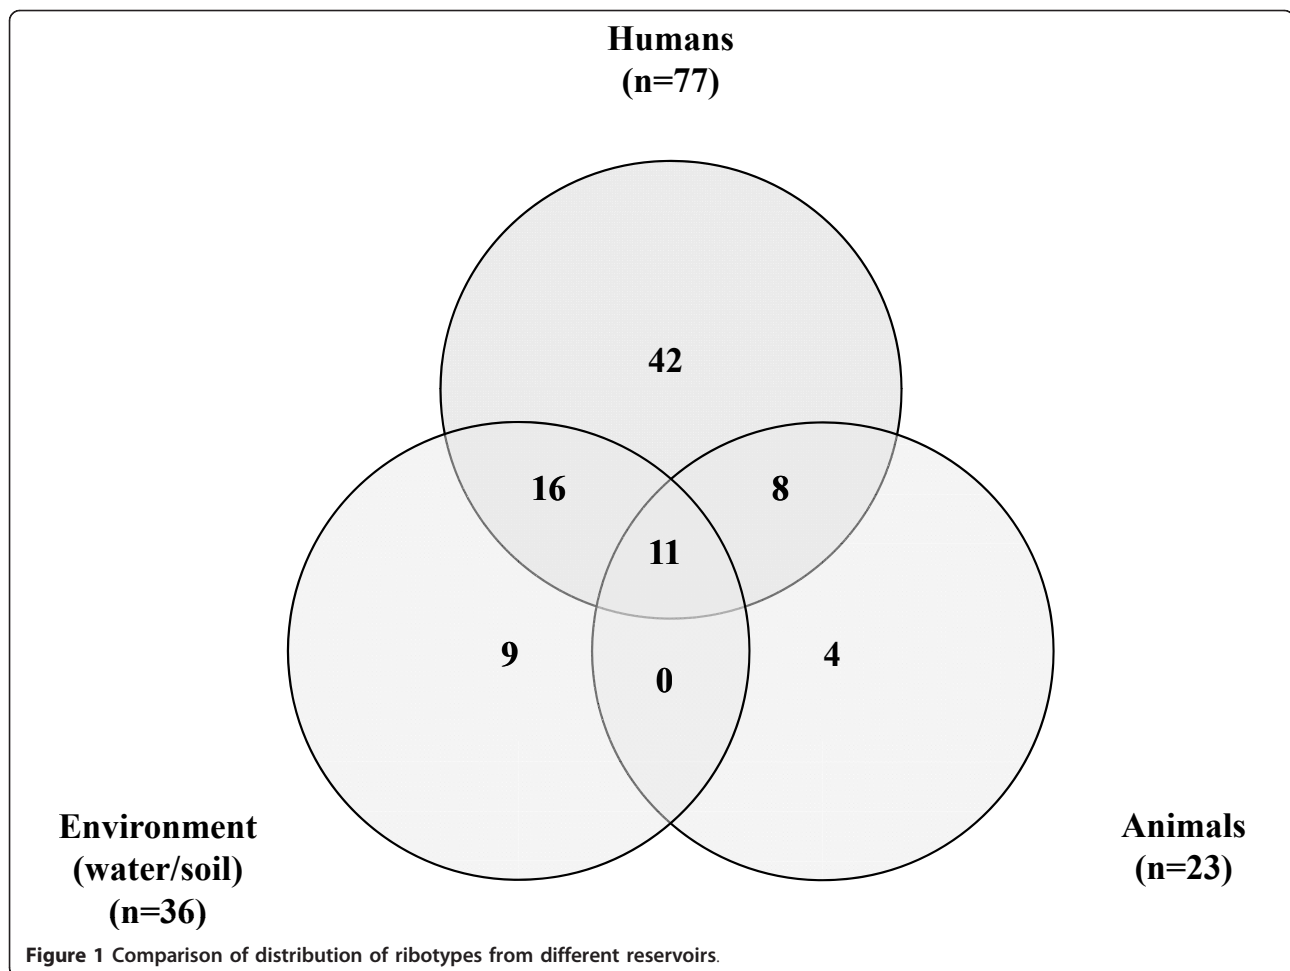 Humans
(n=77)
42
16
8
11
9
4
0
Environment
(water/soil)
(n=36)
Animals
(n=23)
Figure 1 Comparison of distribution of ribotypes from different reservoirs.